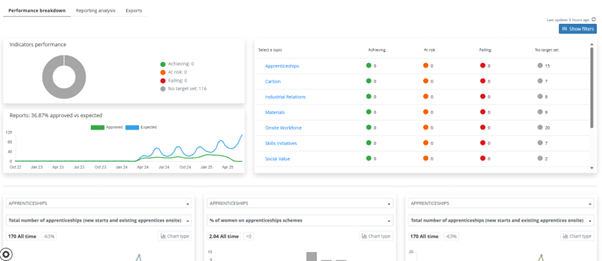 Performance breakdown Reporting analysis Exports
Last updated: 8 hours ago
Show filters
Indicators performance
Achieving: 0
At risk: 0
Failing: 0
No target set: 116
Select a topic Achieving At risk Failing No target set
Apprenticeships 0 0 0 15
Carbon 0 0 0 7
Industrial Relations 0 0 0 8
Materials 0 0 0 9
Onsite Workforce 0 0 0 20
Skills Initiatives 0 0 0 7
Social Value 0 0 0 2
Reports: 36.87% approved vs expected
Approved Expected
120
80
40
0
Oct 22 Jan 23 Apr 23 Jul 23 Oct 23 Jan 24 Apr 24 Jul 24 Oct 24 Jan 25 Apr 25
APPRENTICESHIPS
Total number of apprenticeships (new starts and existing apprentices onsite)
170 All time Chart type
APPRENTICESHIPS
% of women on apprenticeships schemes
2.04 All time Chart type
10
8
APPRENTICESHIPS
Total number of apprenticeships (new starts and existing apprentices onsite)
170 All time Chart type
20